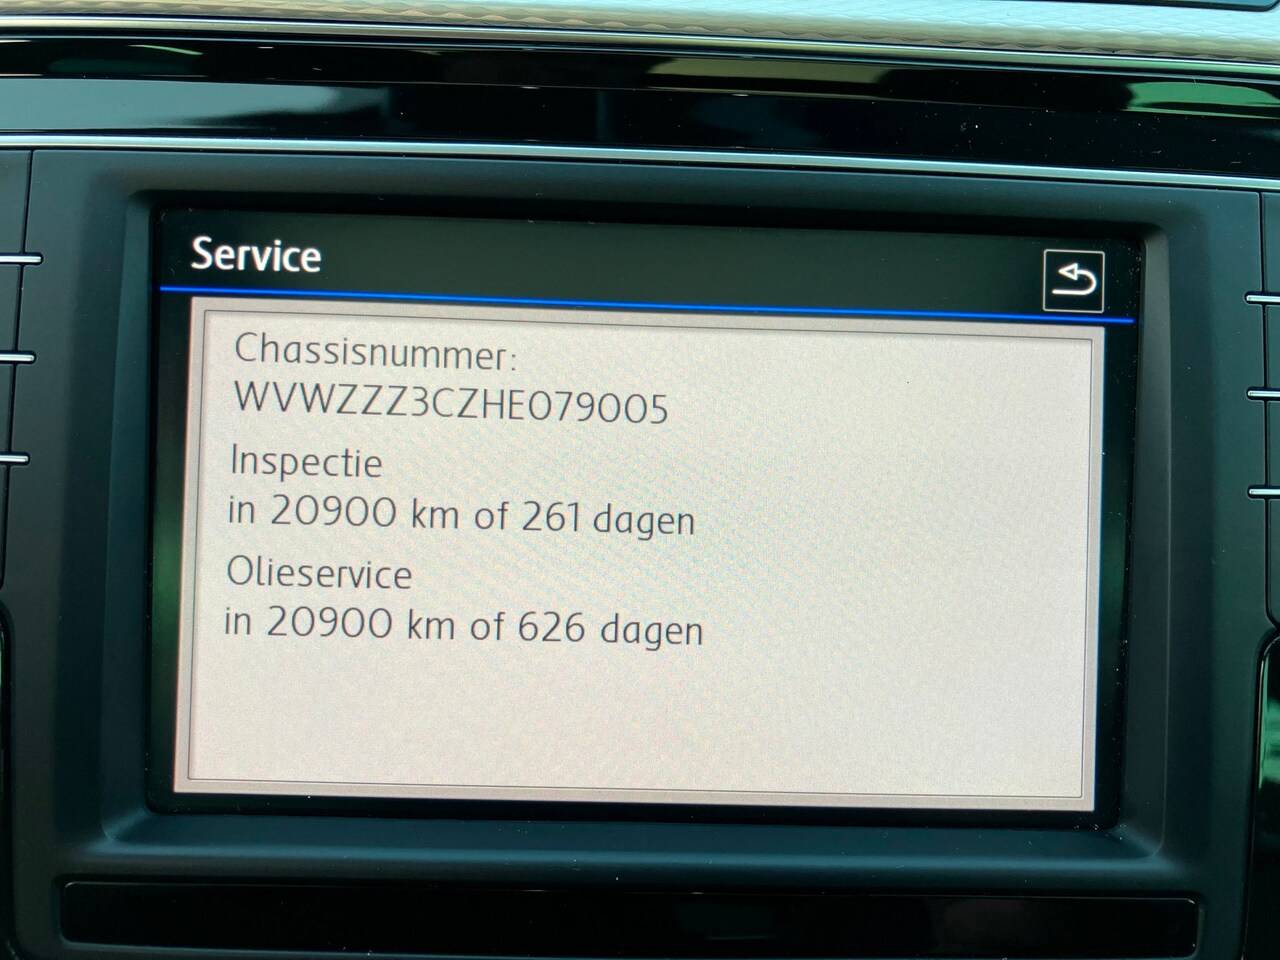 Service
Chassisnummer:
WVWZZZ3CZHE079005
Inspectie
in 20900 km of 261 dagen
Olieservice
in 20900 km of 626 dagen